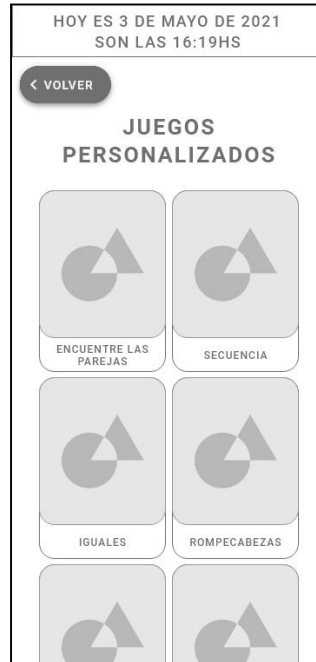 HOY ES 3 DE MAYO DE 2021
SON LAS 16:19HS
< VOLVER
JUEGOS
PERSONALIZADOS
ENCUENTRE LAS
PAREJAS
SECUENCIA
IGUALES
ROMPECABEZAS